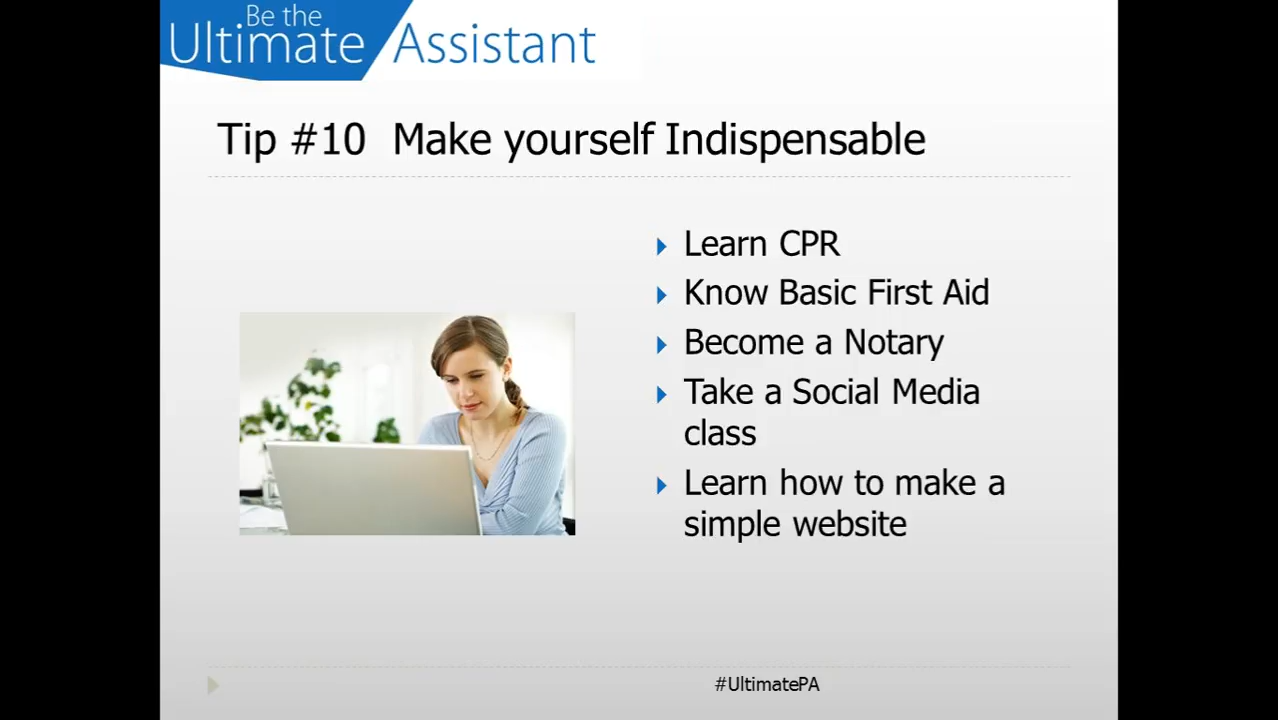 Be the
Ultimate Assistant
Tip #10 Make yourself Indispensable
Learn CPR
Know Basic First Aid
Become a Notary
Take a Social Media
class
Learn how to make a
simple website
#UltimatePA